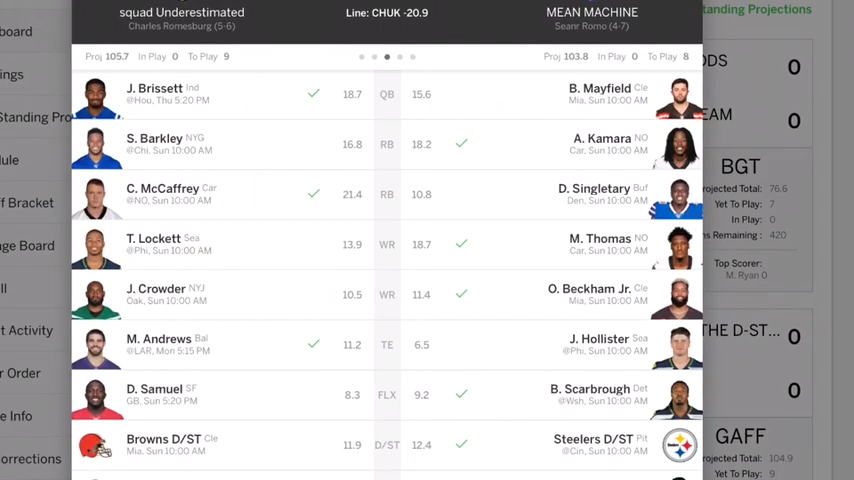 squad Underestimated
Line: CHUK -20.9
MEAN MACHINE
Charles Romesburg (5-6)
Seanr Romo (4-7)
tanding Projections
Proj 105.7 In Play 0 To Play 9
Proj 103.8 In Play 0 To Play 8
J. Brissett Ind
@Hou, Thu 5:20 PM
18.7 QB 15.6
B. Mayfield Cle
Mia, Sun 10:00 AM
S. Barkley NYG
@Chi, Sun 10:00 AM
16.8 RB 18.2
A. Kamara NO
Car, Sun 10:00 AM
C. McCaffrey Car
@NO, Sun 10:00 AM
21.4 RB 10.8
D. Singletary Buf
Den, Sun 10:00 AM
T. Lockett Sea
@Phi, Sun 10:00 AM
13.9 WR 18.7
M. Thomas NO
Car, Sun 10:00 AM
J. Crowder NYJ
Oak, Sun 10:00 AM
10.5 WR 11.4
O. Beckham Jr. Cle
Mia, Sun 10:00 AM
M. Andrews Bal
@LAR, Mon 5:15 PM
11.2 TE 6.5
J. Hollister Sea
@Phi, Sun 10:00 AM
D. Samuel SF
GB, Sun 5:20 PM
8.3 FLX 9.2
B. Scarbrough Det
@Wsh, Sun 10:00 AM
Browns D/ST Cle
Mia, Sun 10:00 AM
11.9 D/ST 12.4
Steelers D/ST Pit
@Cin, Sun 10:00 AM
board
ngs
Standing Pro
dule
ff Bracket
nge Board
ll
t Activity
r Order
e Info
orrections
ODS 0
EAM 0
BGT
rojected Total: 76.6
Yet To Play: 7
In Play: 0
ns Remaining: 420
Top Scorer:
M. Ryan 0
THE D-ST... 0
0
GAFF
rojected Total: 104.9
Yet To Play: 9